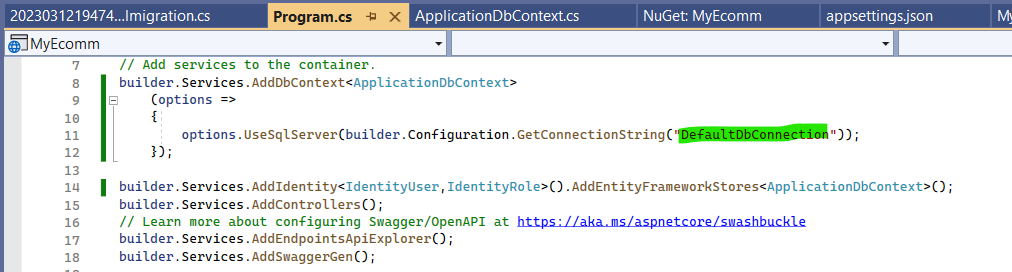 2023031219474...Imigration.cs Program.cs ApplicationDbContext.cs NuGet: MyEcomm appsettings.json My
MyEcomm
7 // Add services to the container.
8 builder.Services.AddDbContext<ApplicationDbContext>
9 (options =>
10 {
11 options.UseSqlServer(builder.Configuration.GetConnectionString("DefaultDbConnection"));
12 });
13
14 builder.Services.AddIdentity<IdentityUser,IdentityRole>().AddEntityFrameworkStores<ApplicationDbContext>();
15 builder.Services.AddControllers();
16 // Learn more about configuring Swagger/OpenAPI at https://aka.ms/aspnetcore/swashbuckle
17 builder.Services.AddEndpointsApiExplorer();
18 builder.Services.AddSwaggerGen();